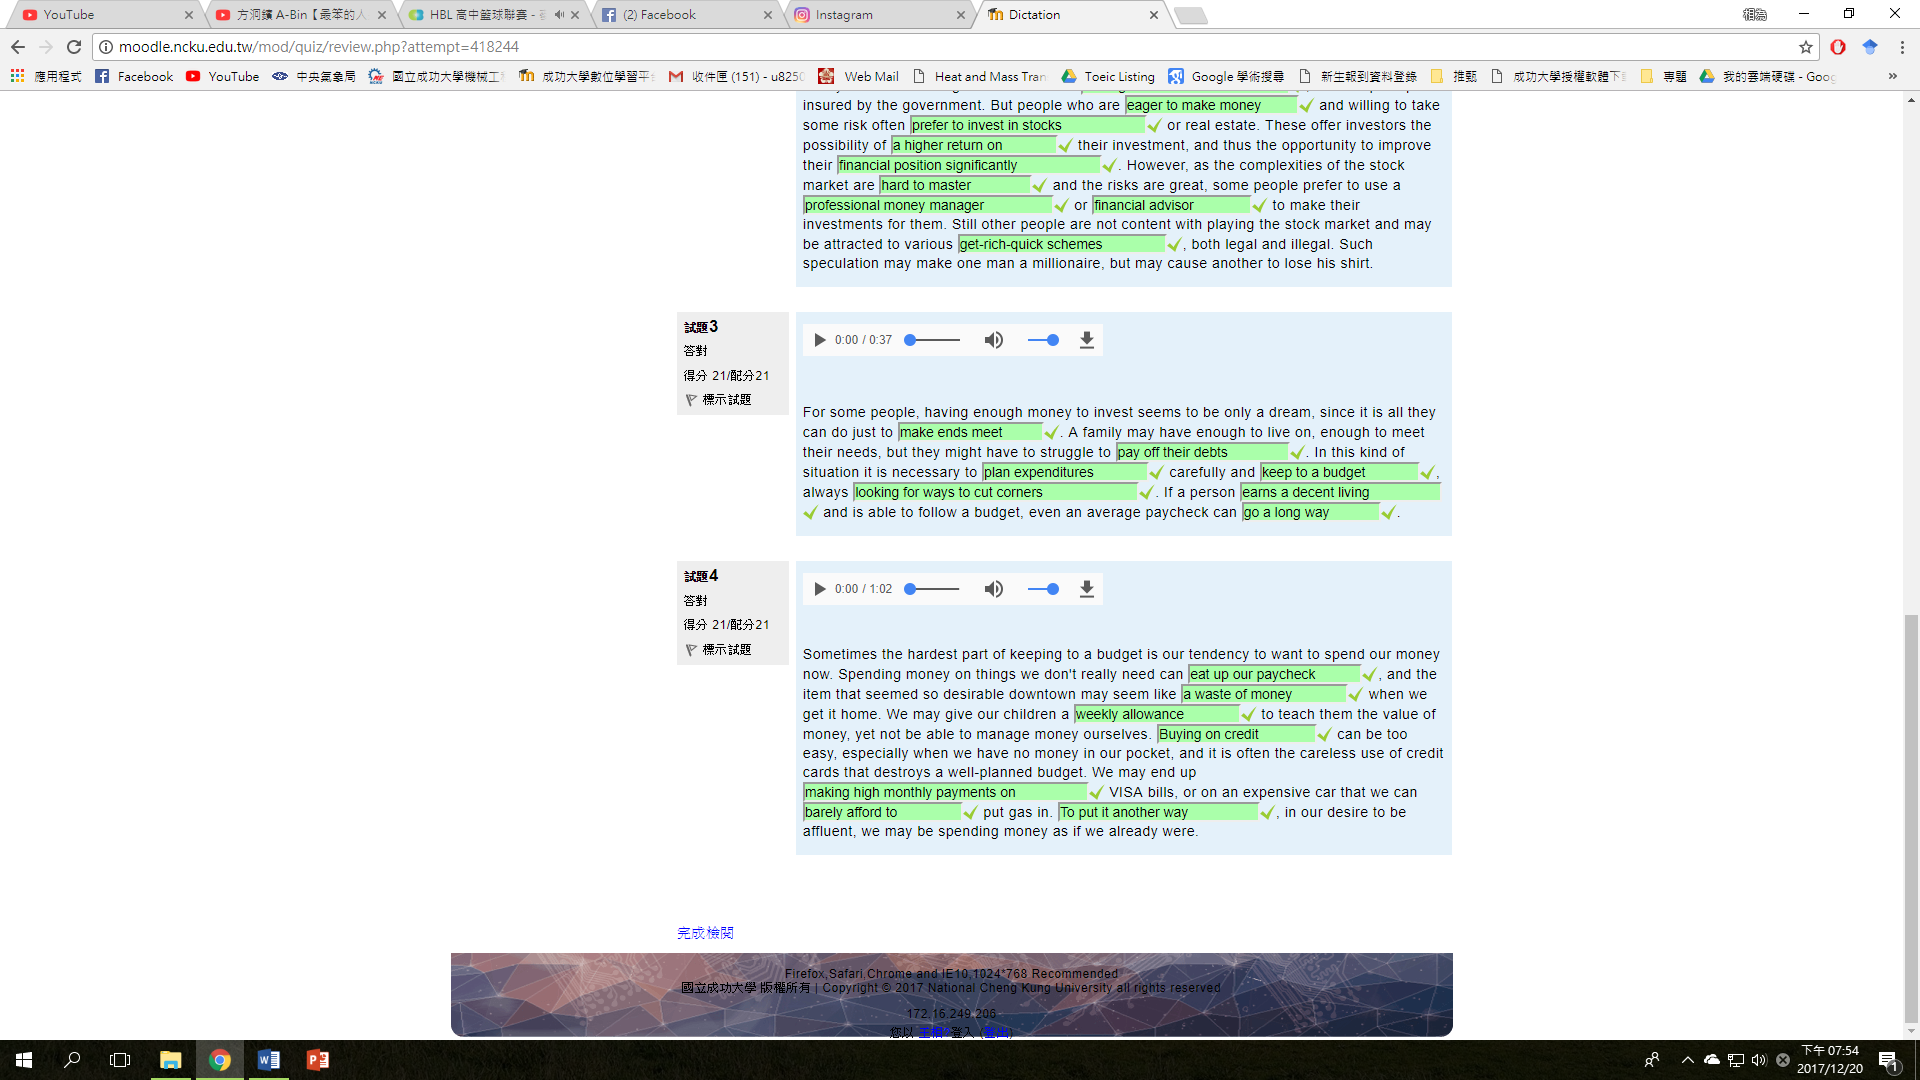 YouTube
方泂鑌 A-Bin【最笨的人
HBL 高中籃球聯賽 -
(2) Facebook
Instagram
Dictation
moodle.ncku.edu.tw/mod/quiz/review.php?attempt=418244
應用程式 Facebook YouTube 中央氣象局 國立成功大學機械工 成功大學數位學習平 收件匣 (151) - u825 Web Mail Heat and Mass Tran Toeic Listing Google 學術搜尋 新生報到資料登錄 推甄 成功大學授權軟體下 專題 我的雲端硬碟 - Goog »
insured by the government. But people who are eager to make money and willing to take
some risk often prefer to invest in stocks or real estate. These offer investors the
possibility of a higher return on their investment, and thus the opportunity to improve
their financial position significantly . However, as the complexities of the stock
market are hard to master and the risks are great, some people prefer to use a
professional money manager or financial advisor to make their
investments for them. Still other people are not content with playing the stock market and may
be attracted to various get-rich-quick schemes , both legal and illegal. Such
speculation may make one man a millionaire, but may cause another to lose his shirt.
試題3
答對
得分 21/配分21
標示試題
0:00 / 0:37
For some people, having enough money to invest seems to be only a dream, since it is all they
can do just to make ends meet . A family may have enough to live on, enough to meet
their needs, but they might have to struggle to pay off their debts . In this kind of
situation it is necessary to plan expenditures carefully and keep to a budget ,
always looking for ways to cut corners . If a person earns a decent living
and is able to follow a budget, even an average paycheck can go a long way .
試題4
答對
得分 21/配分21
標示試題
0:00 / 1:02
Sometimes the hardest part of keeping to a budget is our tendency to want to spend our money
now. Spending money on things we don't really need can eat up our paycheck , and the
item that seemed so desirable downtown may seem like a waste of money when we
get it home. We may give our children a weekly allowance to teach them the value of
money, yet not be able to manage money ourselves. Buying on credit can be too
easy, especially when we have no money in our pocket, and it is often the careless use of credit
cards that destroys a well-planned budget. We may end up
making high monthly payments on VISA bills, or on an expensive car that we can
barely afford to put gas in. To put it another way , in our desire to be
affluent, we may be spending money as if we already were.
完成檢閱
Firefox,Safari,Chrome and IE10,1024*768 Recommended
國立成功大學 版權所有 | Copyright © 2017 National Cheng Kung University all rights reserved
172.16.249.206
下午 07:54
2017/12/20
1